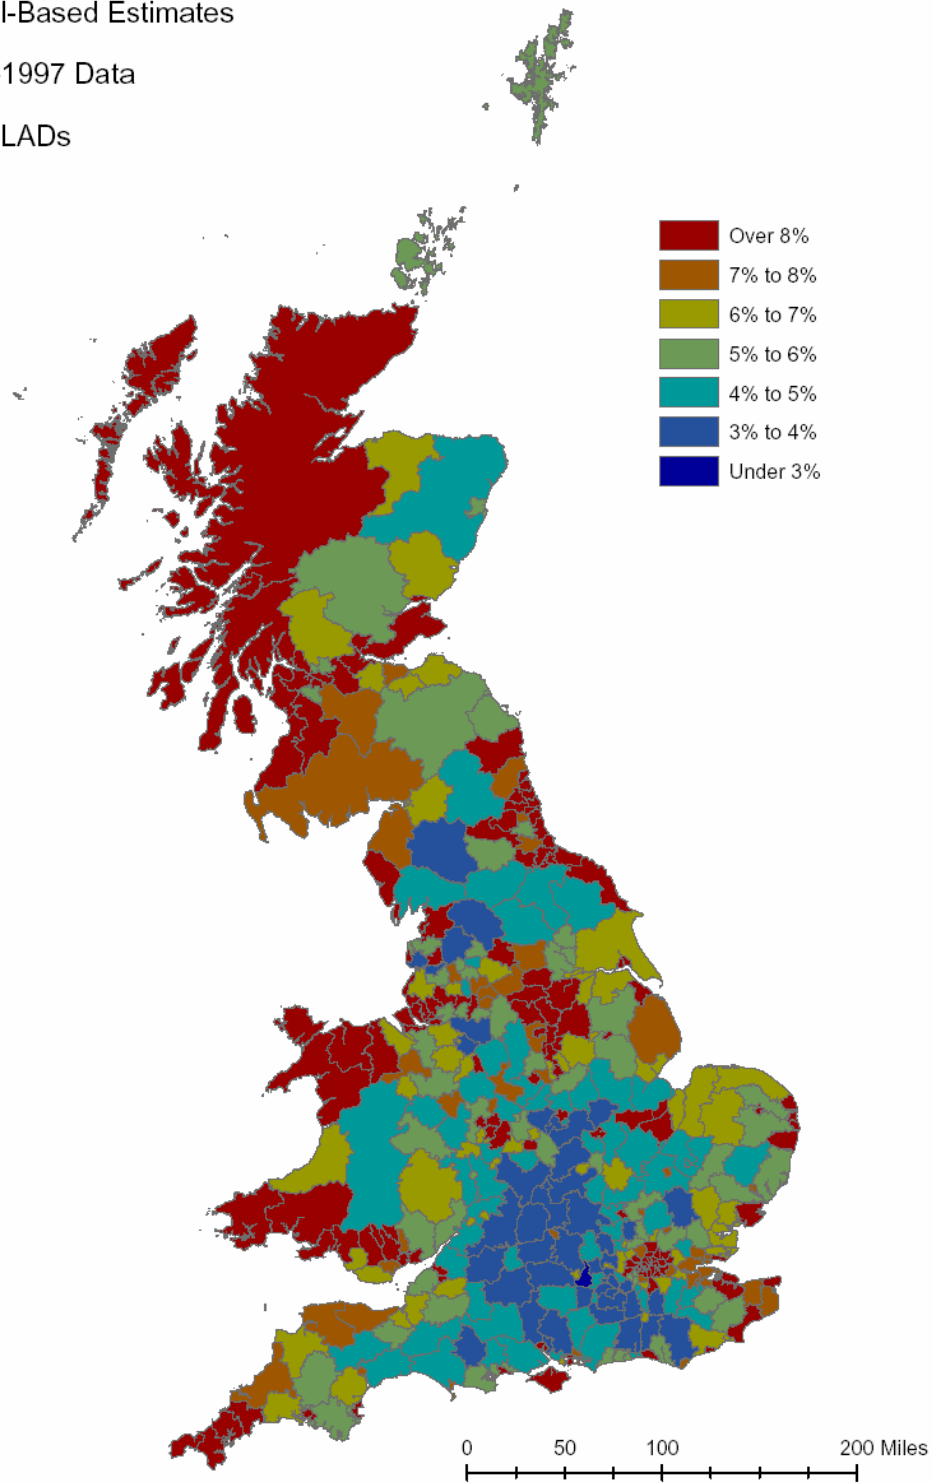 I-Based Estimates
1997 Data
LADs
Over 8%
7% to 8%
6% to 7%
5% to 6%
4% to 5%
3% to 4%
Under 3%
0 50 100 200 Miles